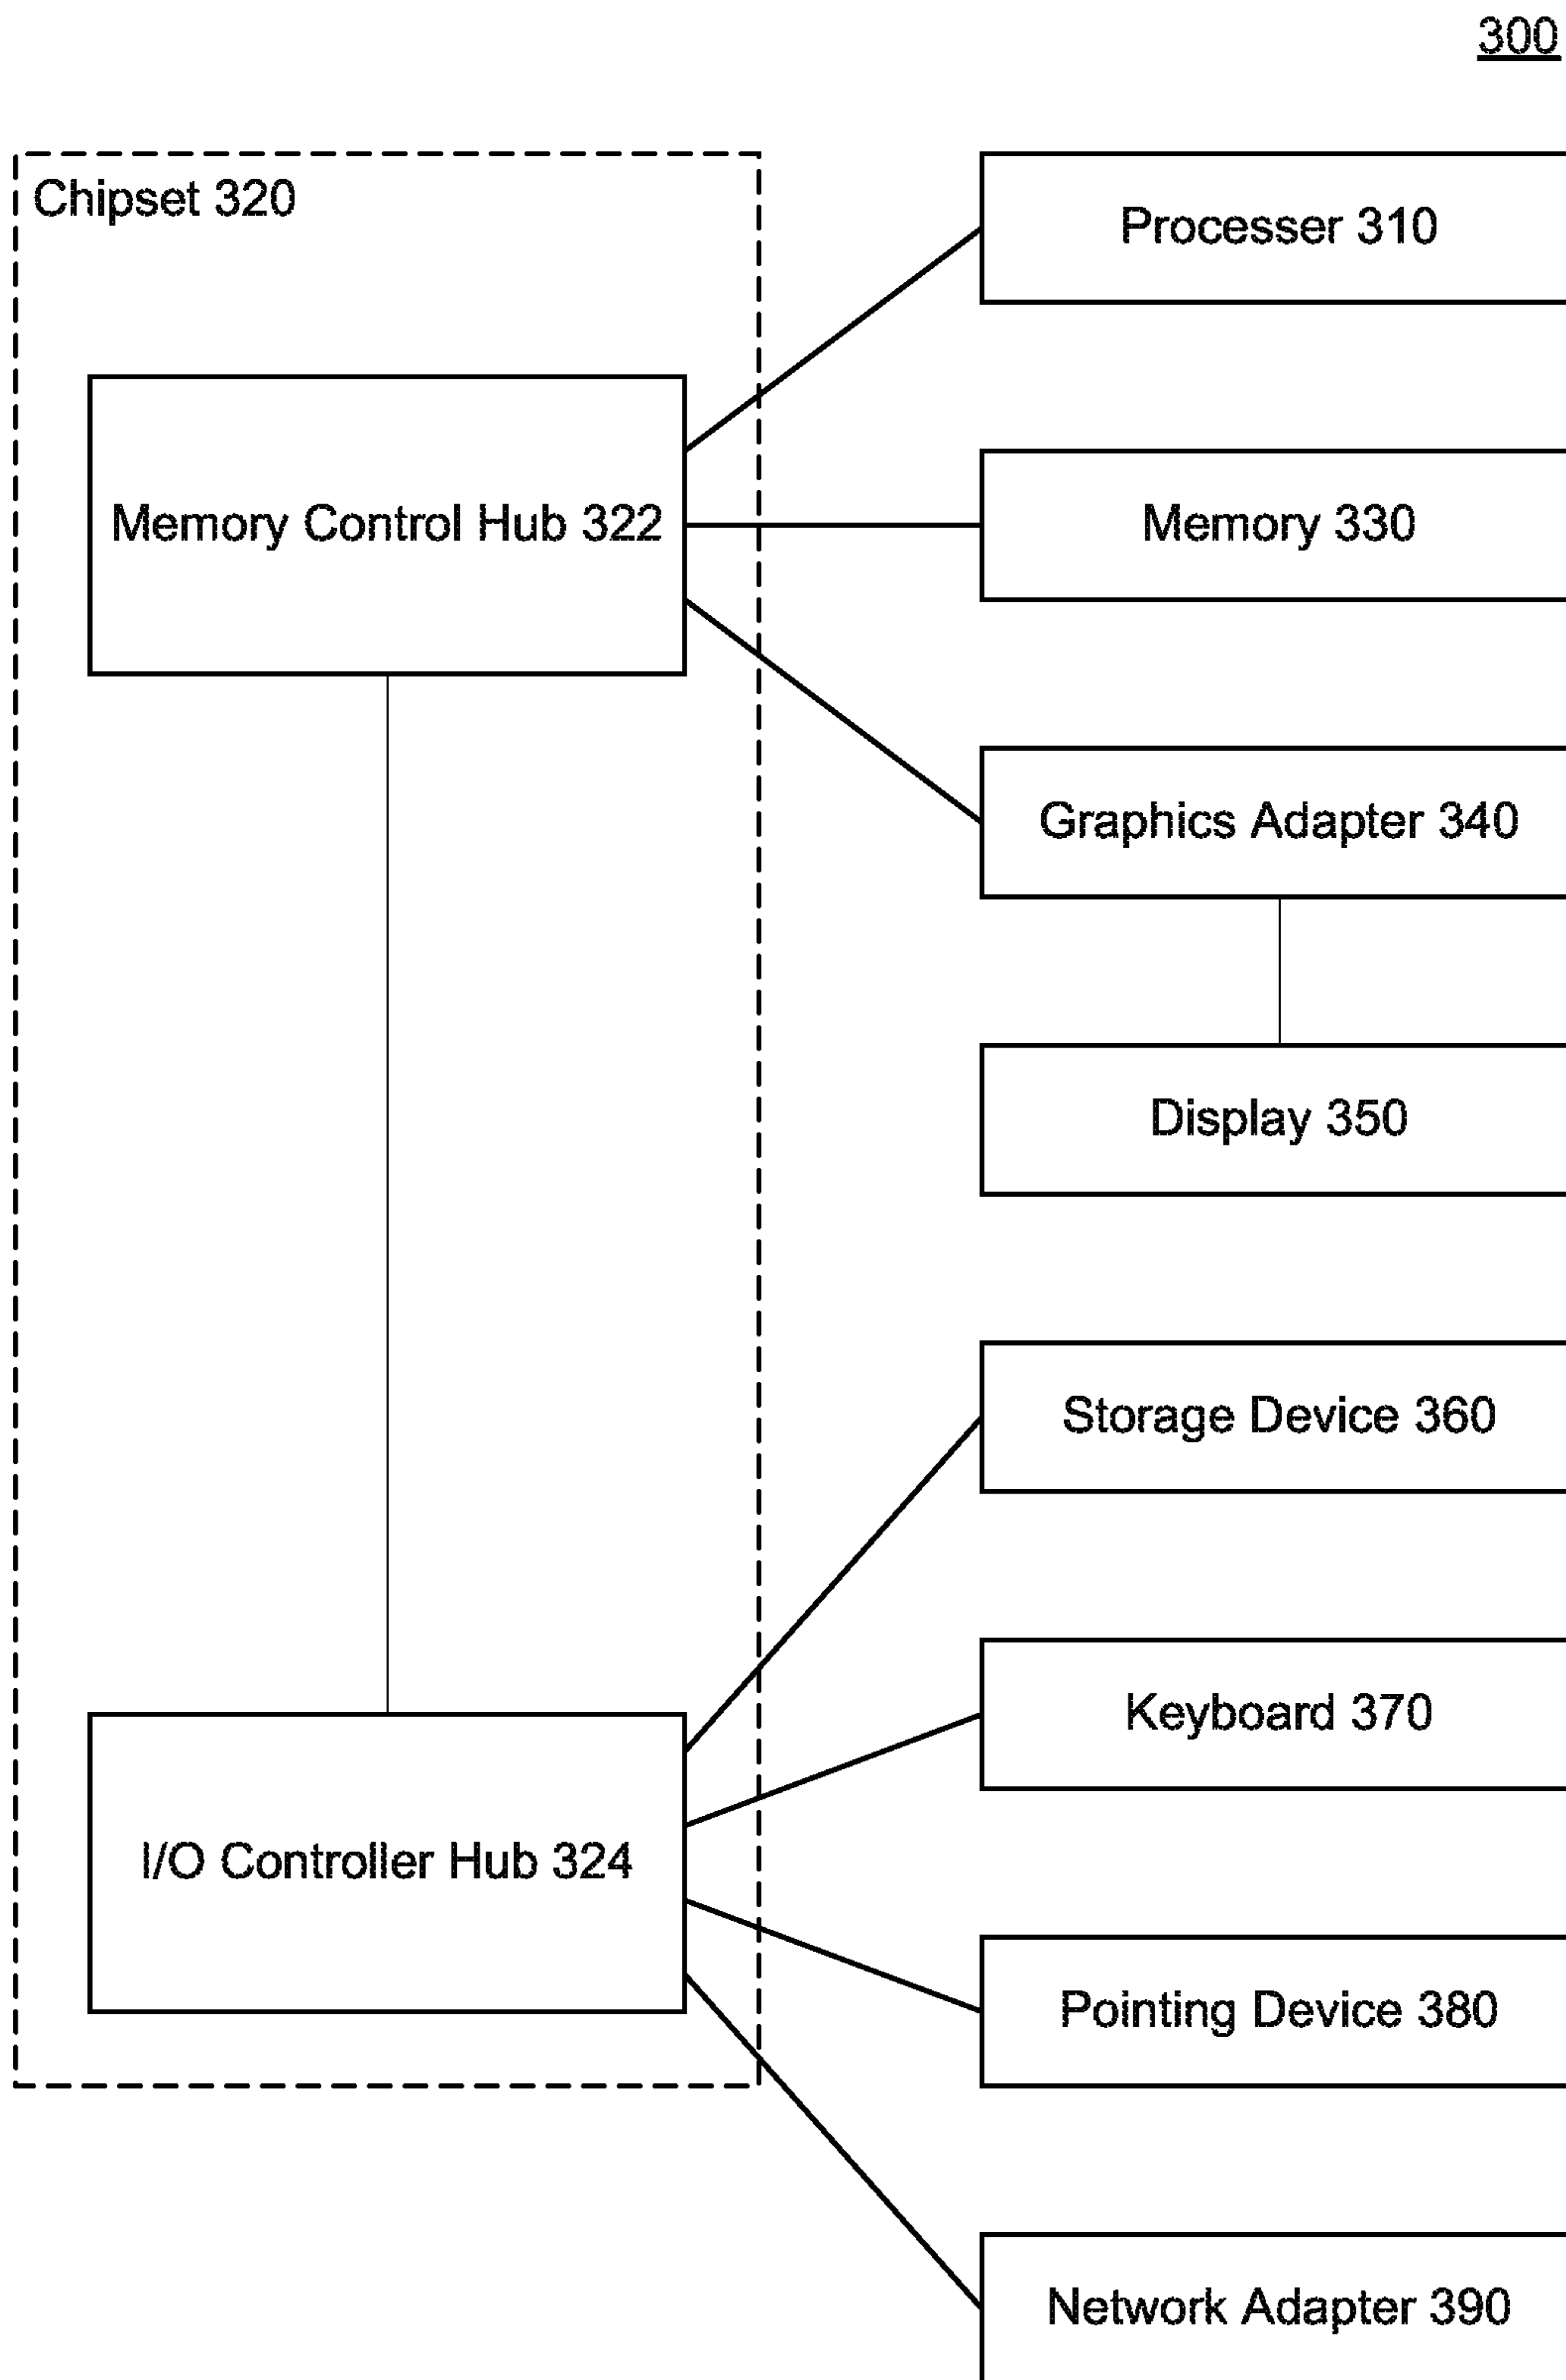 300
Chipset 320
Processer 310
Memory Control Hub 322
Memory 330
Graphics Adapter 340
Display 350
Storage Device 360
Keyboard 370
I/O Controller Hub 324
Pointing Device 380
Network Adapter 390